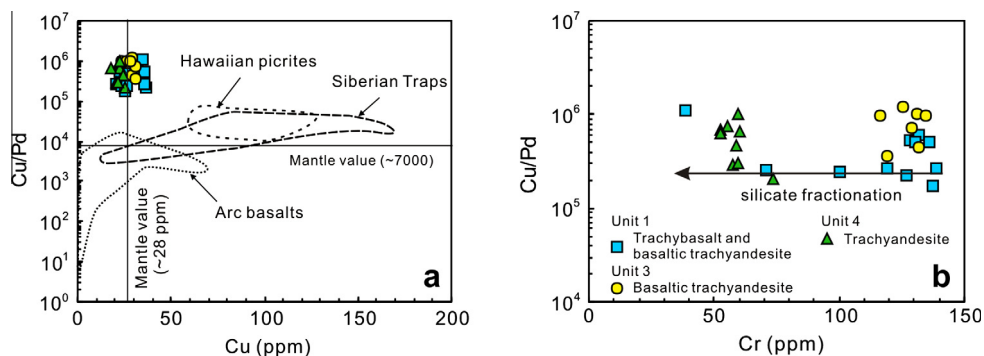 10⁷
10⁶
10⁵
10⁴
10³
10²
10¹
10⁰
Cu/Pd
Hawaiian picrites
Siberian Traps
Mantle value (~7000)
Arc basalts
Mantle value
(~28 ppm)
a
0 50 100 150 200
Cu (ppm)
10⁷
10⁶
10⁵
10⁴
Cu/Pd
silicate fractionation
Unit 1
Trachybasalt and
basaltic trachyandesite
Unit 3
Basaltic trachyandesite
Unit 4
Trachyandesite
b
0 50 100 150
Cr (ppm)